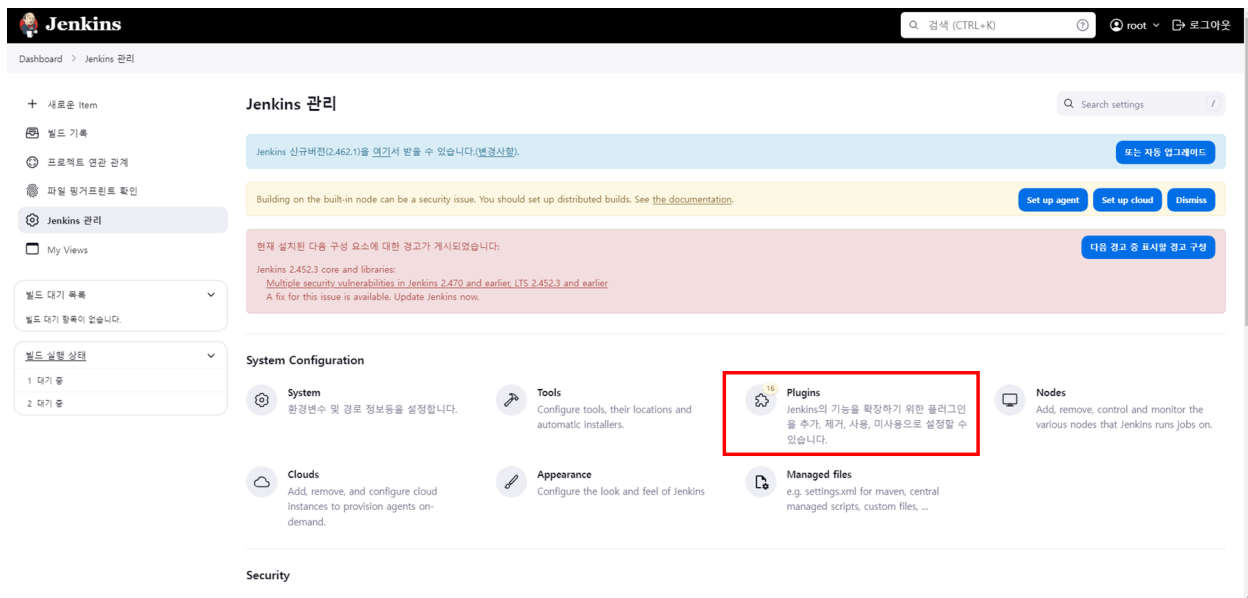 Jenkins
검색 (CTRL+K)
root
로그아웃
Dashboard > Jenkins 관리
새로운 Item
빌드 기록
프로젝트 연관 관계
파일 핑거프린트 확인
Jenkins 관리
My Views
빌드 대기 목록
빌드 대기 항목이 없습니다.
빌드 실행 상태
1 대기 중
2 대기 중
Jenkins 관리
Search settings /
Jenkins 신규버전(2.462.1)을 여기서 받을 수 있습니다.(변경사항).
또는 자동 업그레이드
Building on the built-in node can be a security issue. You should set up distributed builds. See the documentation.
Set up agent
Set up cloud
Dismiss
현재 설치된 다음 구성 요소에 대한 경고가 게시되었습니다:
다음 경고 중 표시할 경고 구성
Jenkins 2.452.3 core and libraries:
Multiple security vulnerabilities in Jenkins 2.470 and earlier, LTS 2.452.3 and earlier
A fix for this issue is available. Update Jenkins now.
System Configuration
System
환경변수 및 경로 정보등을 설정합니다.
Tools
Configure tools, their locations and
automatic installers.
16
Plugins
Jenkins의 기능을 확장하기 위한 플러그인
을 추가, 제거, 사용, 미사용으로 설정할 수
있습니다.
Nodes
Add, remove, control and monitor the
various nodes that Jenkins runs jobs on.
Clouds
Add, remove, and configure cloud
instances to provision agents on-
demand.
Appearance
Configure the look and feel of Jenkins
Managed files
e.g. settings.xml for maven, central
managed scripts, custom files, ...
Security